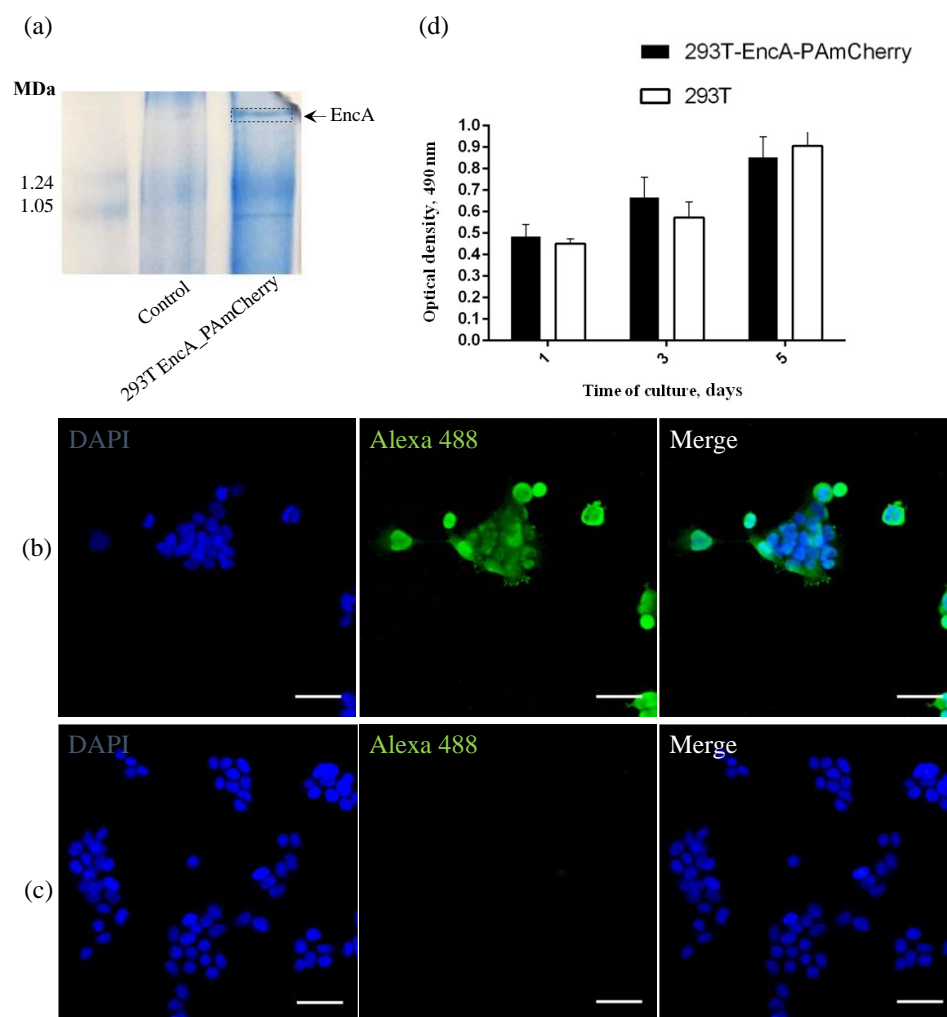 (a)
MDa
EncA
1.24
1.05
Control
293T EncA_PAmCherry
(d)
293T-EncA-PAmCherry
293T
Optical density, 490 nm
1.0
0.9
0.8
0.7
0.6
0.5
0.4
0.3
0.2
0.1
0.0
1
3
5
Time of culture, days
(b)
DAPI
Alexa 488
Merge
(c)
DAPI
Alexa 488
Merge